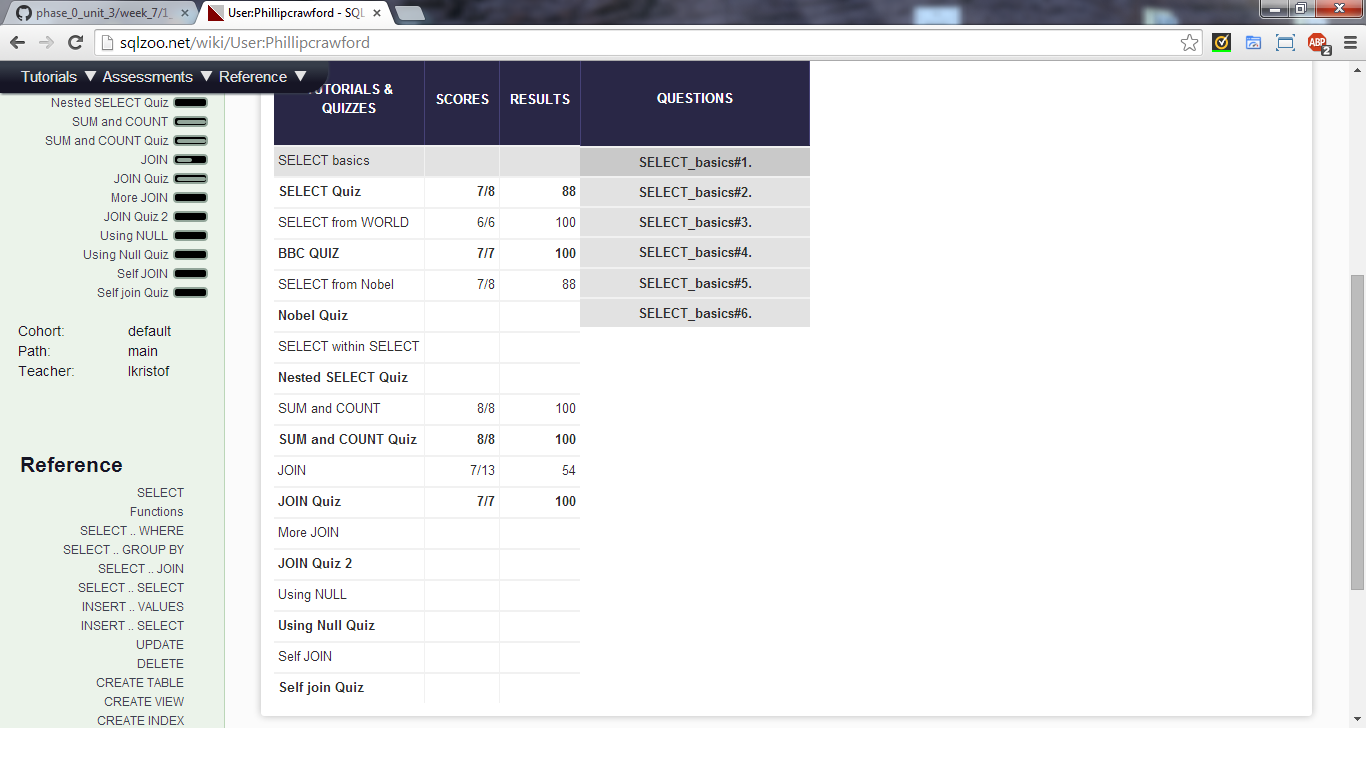 phase_0_unit_3/week_7/1_
User:Phillipcrawford - SQL
sqlzoo.net/wiki/User:Phillipcrawford
ABP
2
Tutorials ▼ Assessments ▼ Reference ▼
Nested SELECT Quiz
SUM and COUNT
SUM and COUNT Quiz
JOIN
JOIN Quiz
More JOIN
JOIN Quiz 2
Using NULL
Using Null Quiz
Self JOIN
Self join Quiz
Cohort: default
Path: main
Teacher: lkristof
Reference
SELECT
Functions
SELECT .. WHERE
SELECT .. GROUP BY
SELECT .. JOIN
SELECT .. SELECT
INSERT .. VALUES
INSERT .. SELECT
UPDATE
DELETE
CREATE TABLE
CREATE VIEW
CREATE INDEX
TUTORIALS &
QUIZZES
SCORES
RESULTS
QUESTIONS
SELECT basics
SELECT Quiz 7/8 88
SELECT from WORLD 6/6 100
BBC QUIZ 7/7 100
SELECT from Nobel 7/8 88
Nobel Quiz
SELECT within SELECT
Nested SELECT Quiz
SUM and COUNT 8/8 100
SUM and COUNT Quiz 8/8 100
JOIN 7/13 54
JOIN Quiz 7/7 100
More JOIN
JOIN Quiz 2
Using NULL
Using Null Quiz
Self JOIN
Self join Quiz
SELECT_basics#1.
SELECT_basics#2.
SELECT_basics#3.
SELECT_basics#4.
SELECT_basics#5.
SELECT_basics#6.